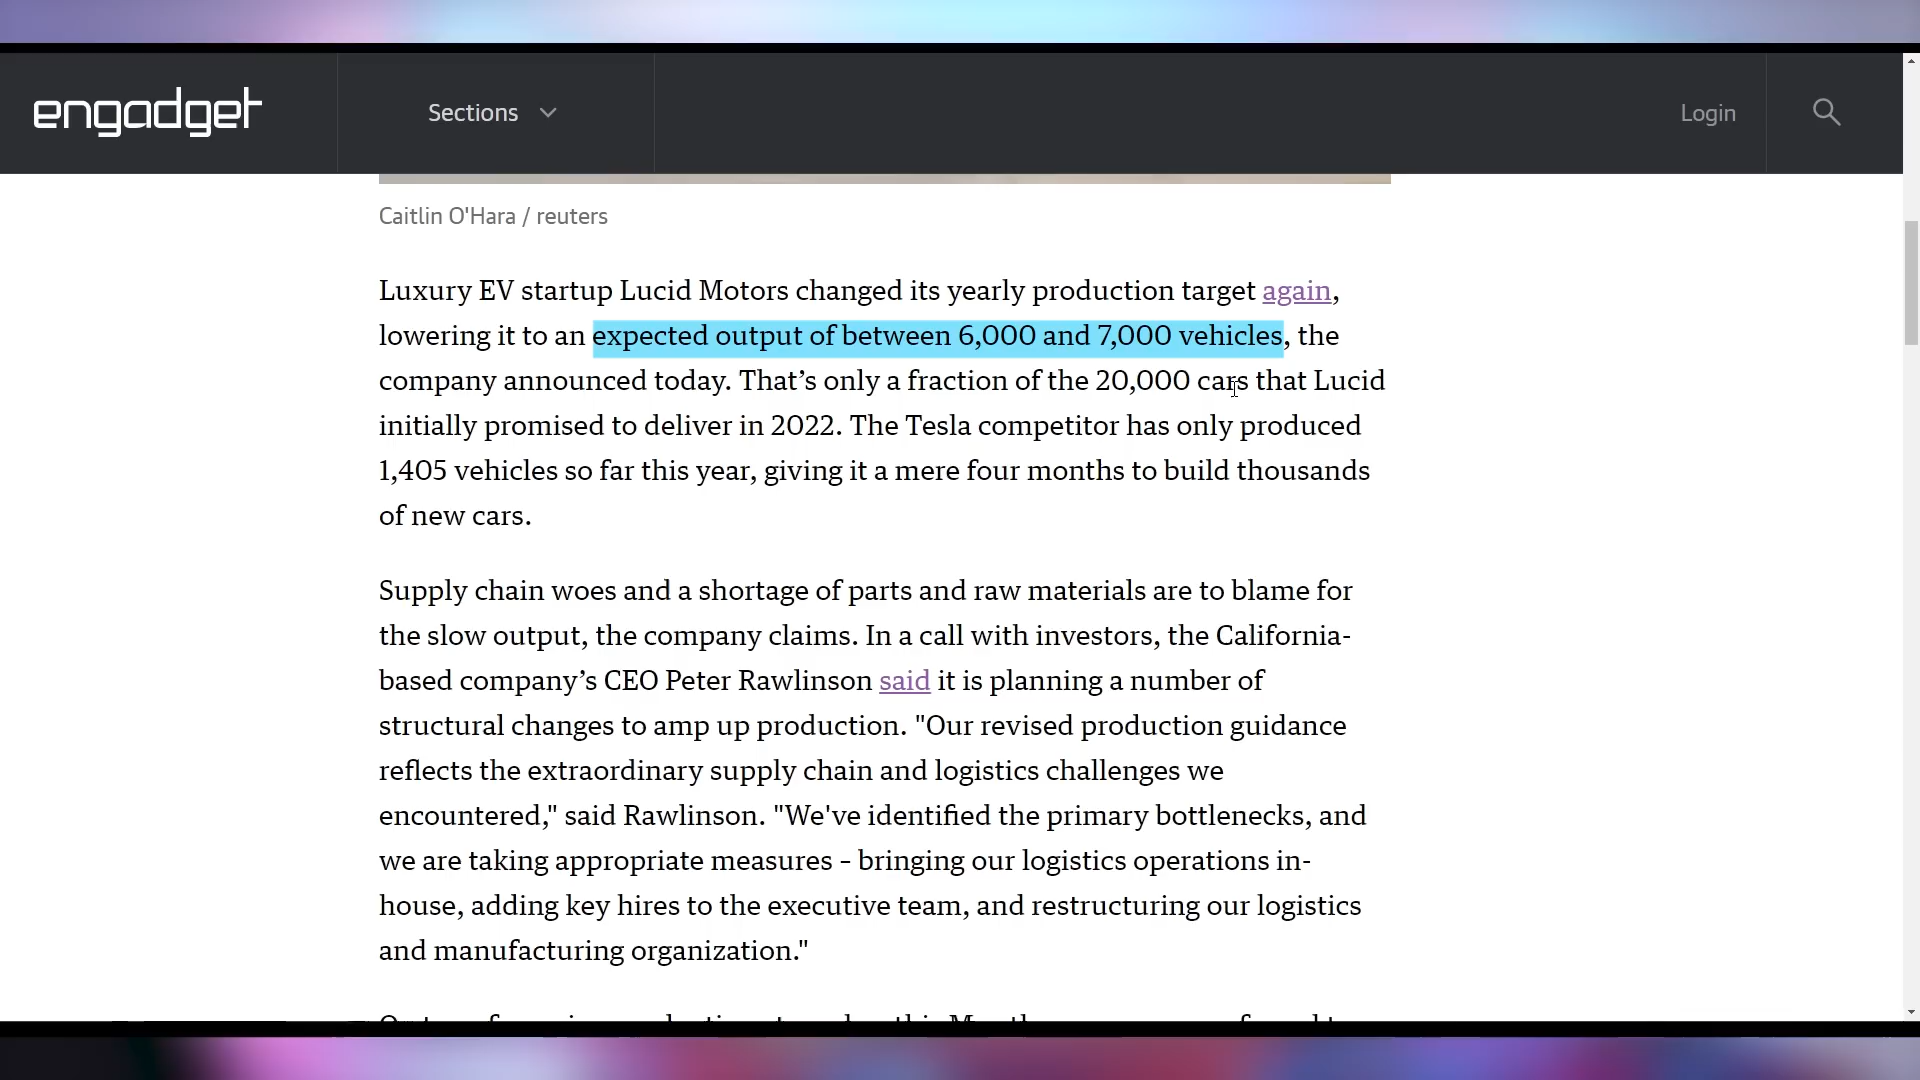 engadget
Sections
Login
Caitlin O'Hara / reuters
Luxury EV startup Lucid Motors changed its yearly production target again,
lowering it to an expected output of between 6,000 and 7,000 vehicles, the
company announced today. That’s only a fraction of the 20,000 cars that Lucid
initially promised to deliver in 2022. The Tesla competitor has only produced
1,405 vehicles so far this year, giving it a mere four months to build thousands
of new cars.
Supply chain woes and a shortage of parts and raw materials are to blame for
the slow output, the company claims. In a call with investors, the California-
based company’s CEO Peter Rawlinson said it is planning a number of
structural changes to amp up production. "Our revised production guidance
reflects the extraordinary supply chain and logistics challenges we
encountered," said Rawlinson. "We've identified the primary bottlenecks, and
we are taking appropriate measures - bringing our logistics operations in-
house, adding key hires to the executive team, and restructuring our logistics
and manufacturing organization."